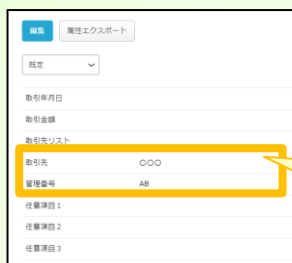 編集 属性エクスポート
既定
取引年月日
取引金額
取引先リスト
取引先 〇〇〇
管理番号 AB
任意項目1
任意項目2
任意項目3